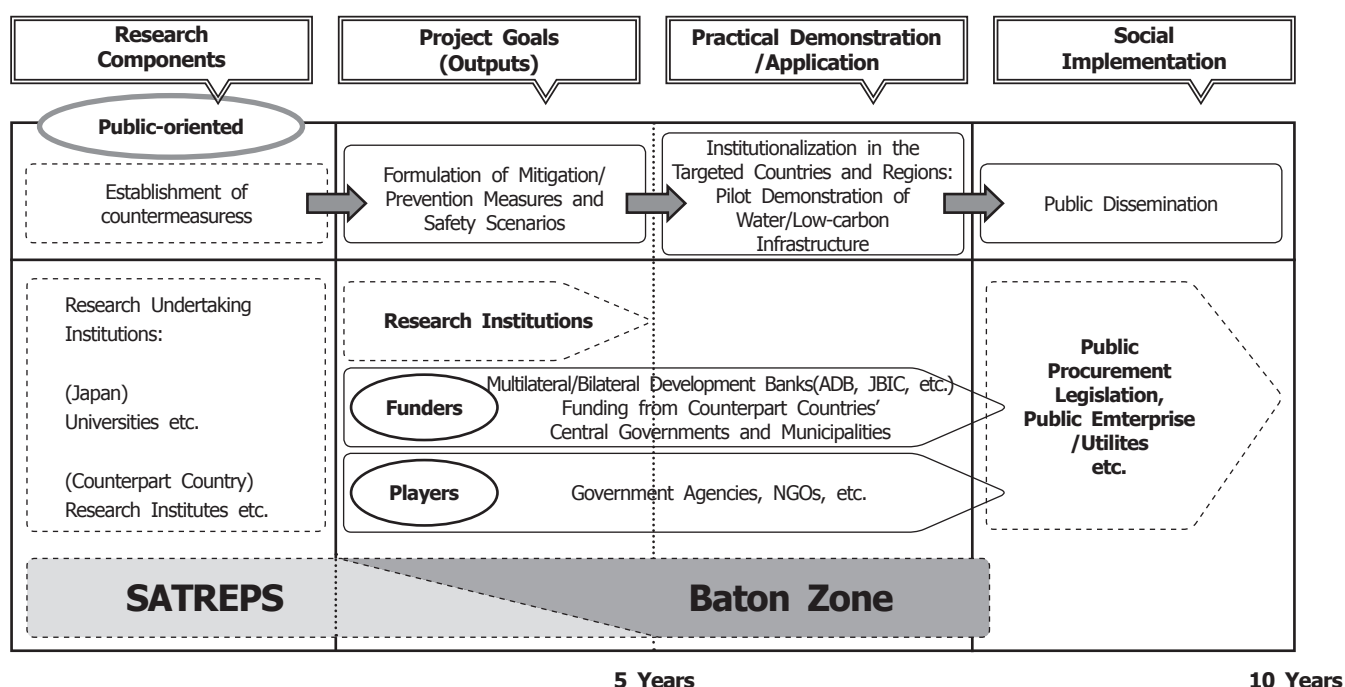 Research
Components
Project Goals
(Outputs)
Practical Demonstration
/Application
Social
Implementation
Public-oriented
Establishment of
countermeasuress
Formulation of Mitigation/
Prevention Measures and
Safety Scenarios
Institutionalization in the
Targeted Countries and Regions:
Pilot Demonstration of
Water/Low-carbon
Infrastructure
Public Dissemination
Research Undertaking
Institutions:
(Japan)
Universities etc.
(Counterpart Country)
Research Institutes etc.
Research Institutions
Funders
Multilateral/Bilateral Development Banks(ADB, JBIC, etc.)
Funding from Counterpart Countries’
Central Governments and Municipalities
Players
Government Agencies, NGOs, etc.
Public
Procurement
Legislation,
Public Emterprise
/Utilites
etc.
SATREPS
Baton Zone
5 Years
10 Years